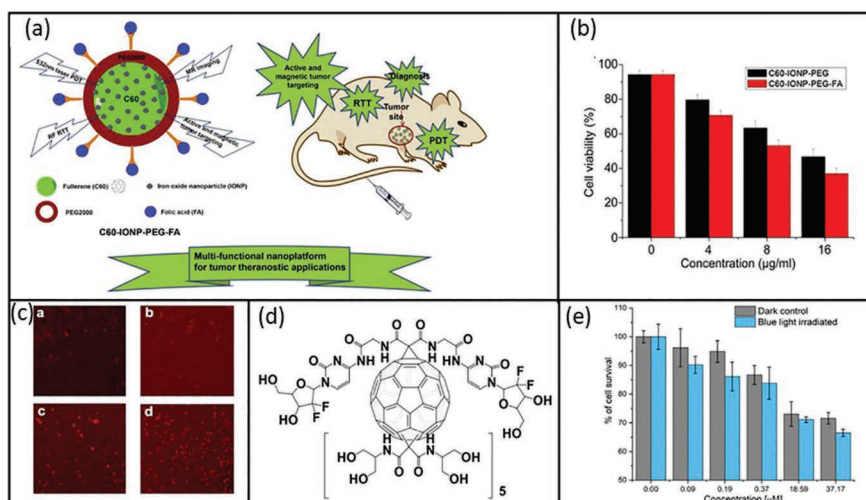 (a)
PEG2000
C60
532nm laser PDT
MR imaging
RF RTT
Active and magnetic
tumor targeting
Fullerene (C60)
Iron oxide nanoparticle (IONP)
PEG2000
Folic acid (FA)
C60-IONP-PEG-FA
Active and
magnetic tumor
targeting
RTT
Diagnosis
Tumor
site
PDT
Multi-functional nanoplatform
for tumor theranostic applications
(b)
C60-IONP-PEG
C60-IONP-PEG-FA
Cell viability (%)
100
80
60
40
20
0
0 4 8 16
Concentration (μg/ml)
(c)
a
b
c
d
(d)
O O O O
N H N H
NH HN
O N N N N O
HO O F F
F F O OH
HO OH
HO OH
HN O O NH
HO OH
5
(e)
Dark control
Blue light irradiated
% of cell survival
110
100
90
80
70
60
50
0.00 0.09 0.19 0.37 18.59 37.17
Concentration [μM]